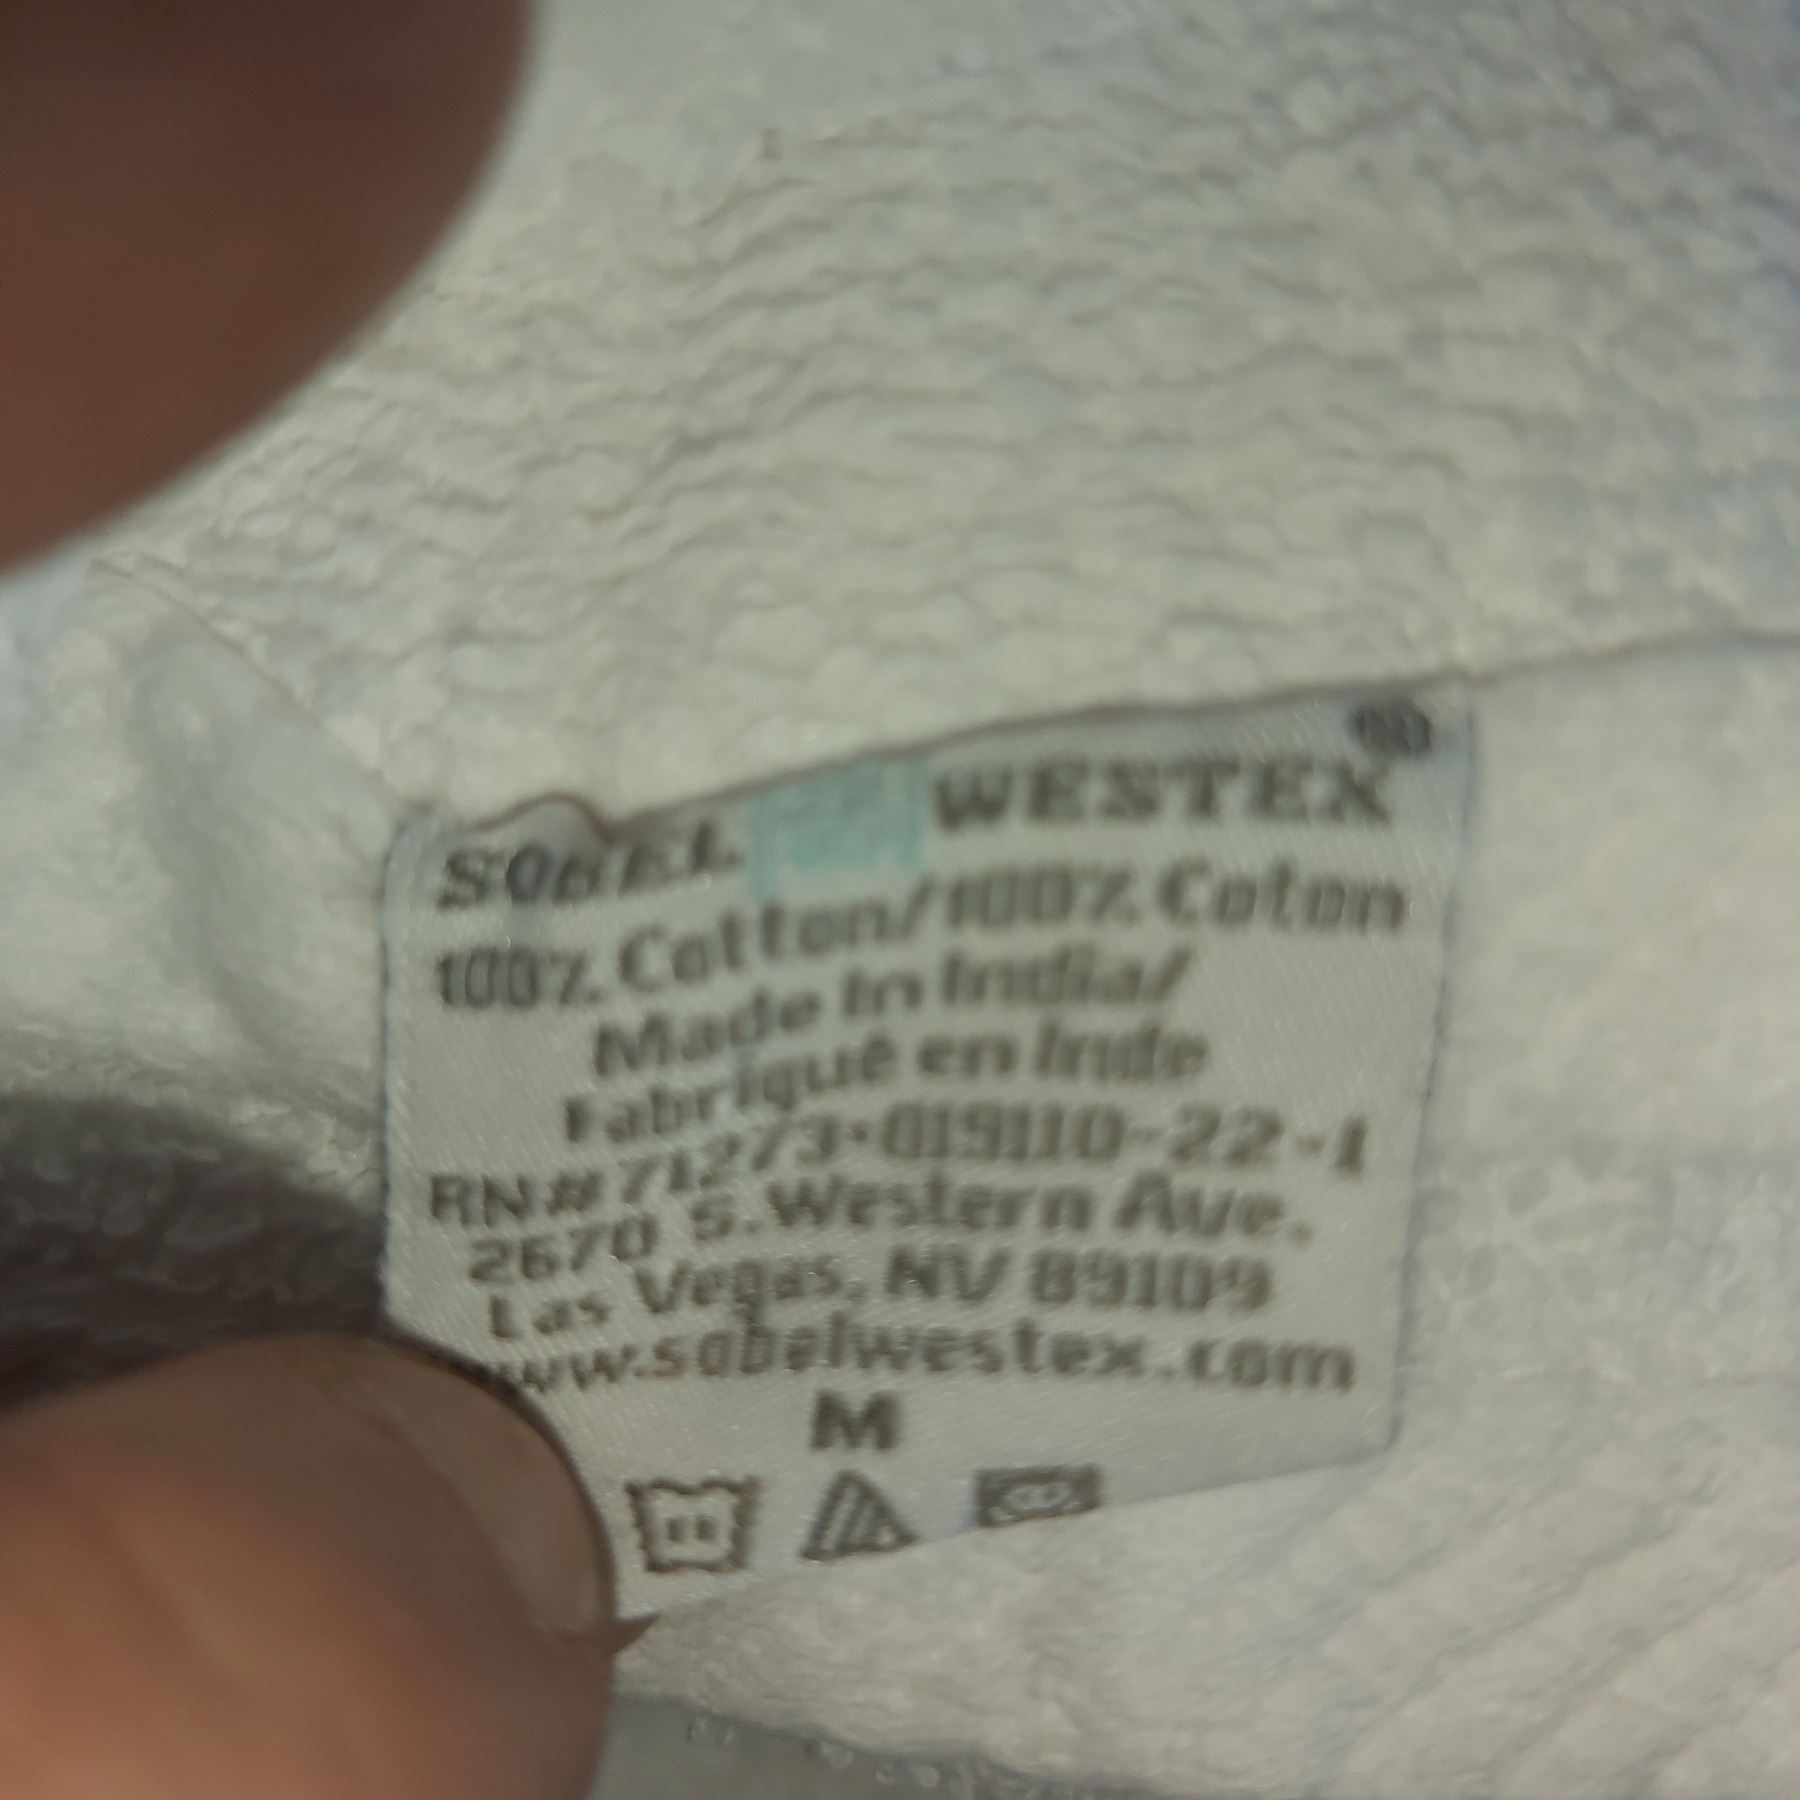 SOBEL WESTEX
100% Cotton/100% Coton
Made In India/
Fabriqué en Inde
RN# 71273-019110-22-1
2670 S. Western Ave.
Las Vegas, NV 89109
www.sobelwestex.com
M